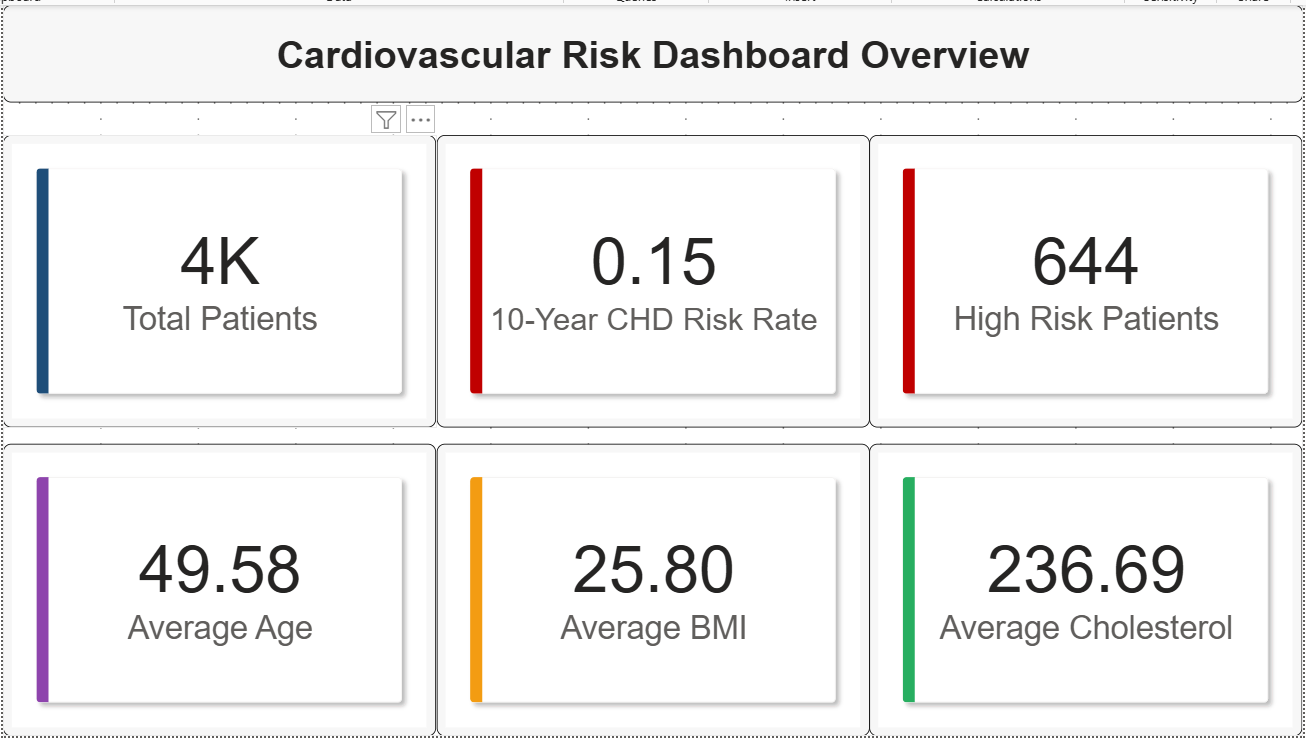 Cardiovascular Risk Dashboard Overview
4K
Total Patients
0.15
10-Year CHD Risk Rate
644
High Risk Patients
49.58
Average Age
25.80
Average BMI
236.69
Average Cholesterol